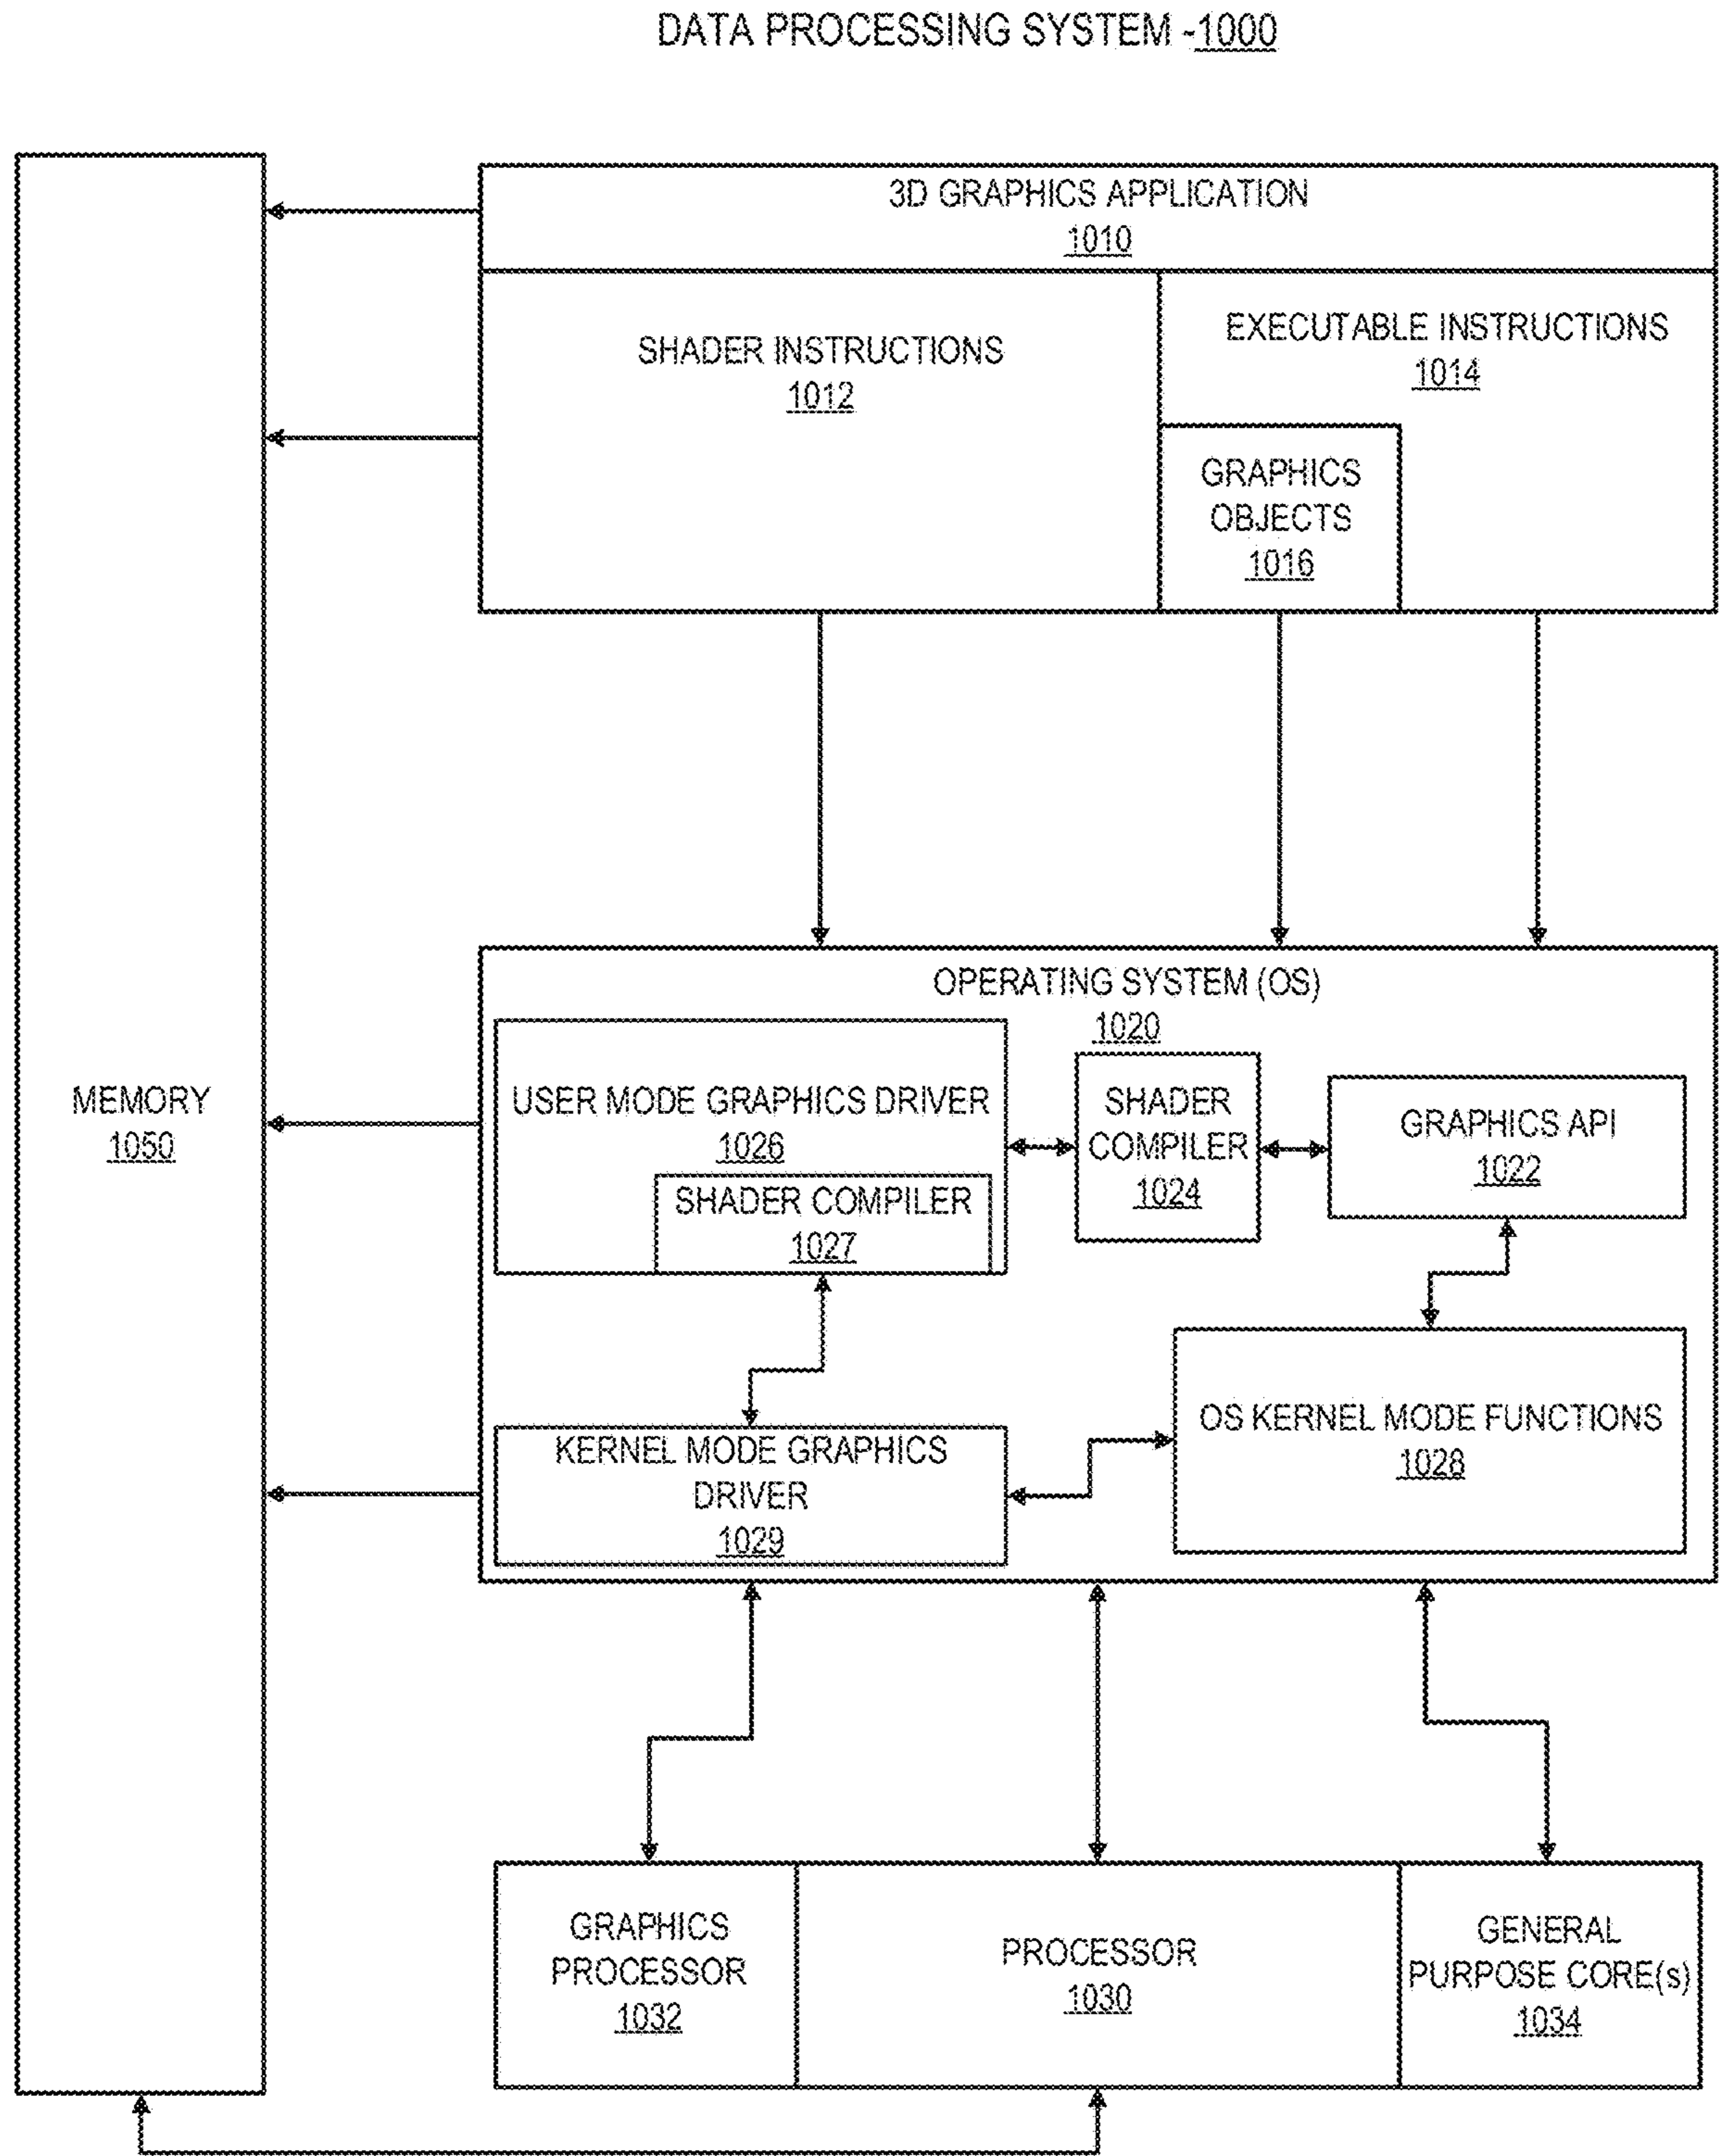 DATA PROCESSING SYSTEM -1000
3D GRAPHICS APPLICATION
1010
SHADER INSTRUCTIONS
1012
EXECUTABLE INSTRUCTIONS
1014
GRAPHICS
OBJECTS
1016
MEMORY
1050
OPERATING SYSTEM (OS)
1020
USER MODE GRAPHICS DRIVER
1026
SHADER COMPILER
1027
SHADER
COMPILER
1024
GRAPHICS API
1022
KERNEL MODE GRAPHICS
DRIVER
1029
OS KERNEL MODE FUNCTIONS
1028
GRAPHICS
PROCESSOR
1032
PROCESSOR
1030
GENERAL
PURPOSE CORE(s)
1034